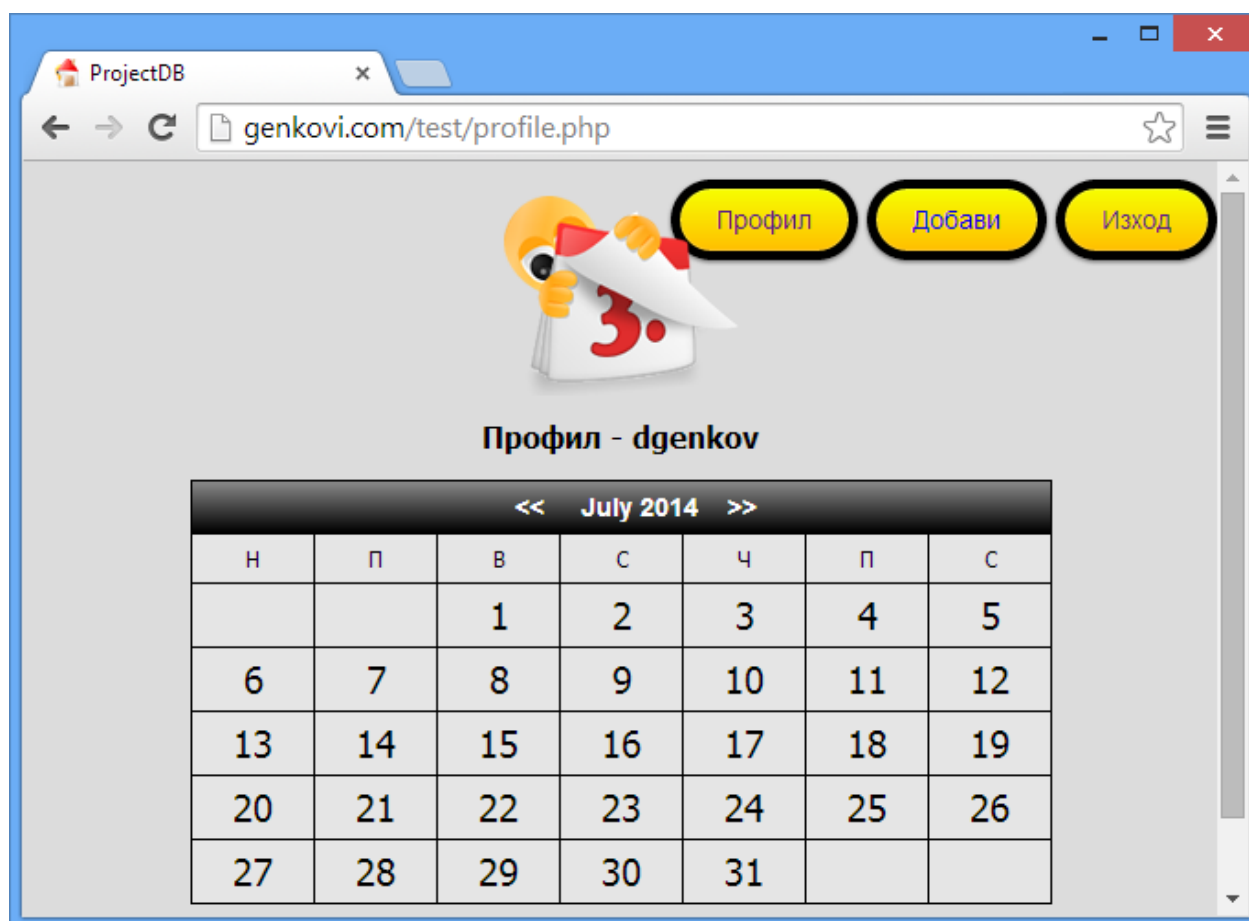 ProjectDB
genkovi.com/test/profile.php
Профил Добави Изход
3.
Профил - dgenkov
<< July 2014 >>
Н П В С Ч П С
1 2 3 4 5
6 7 8 9 10 11 12
13 14 15 16 17 18 19
20 21 22 23 24 25 26
27 28 29 30 31